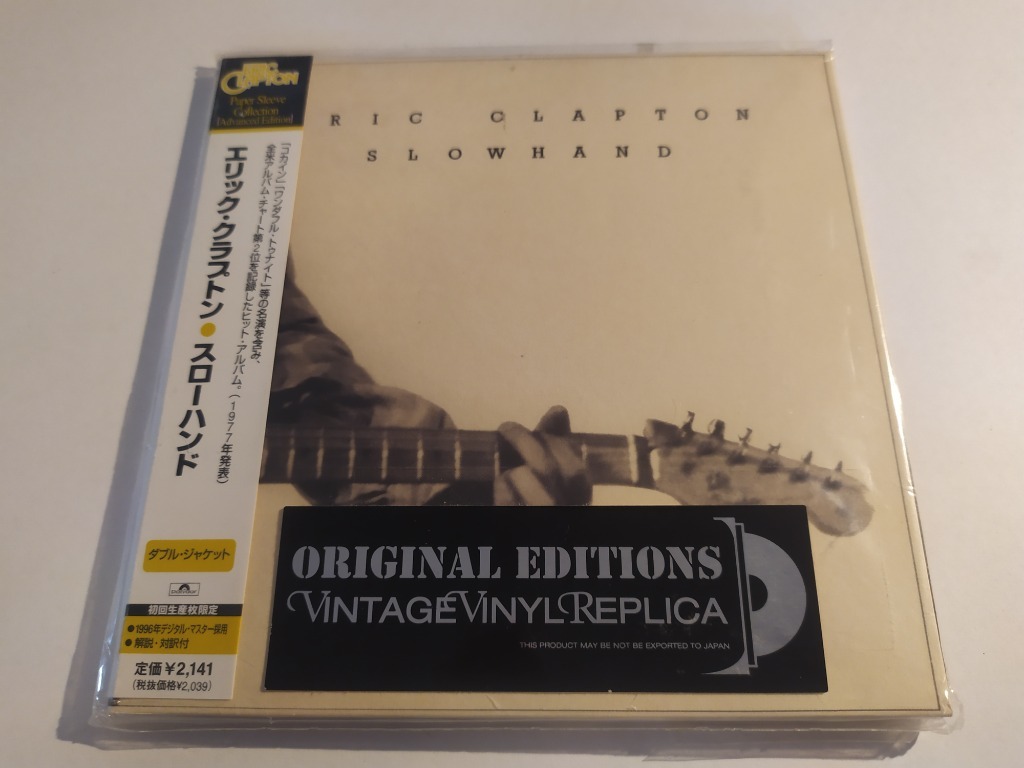 ERIC CLAPTON
Paper Sleeve
Collection
[Advanced Edition]
RIC CLAPTON
SLOWHAND
「コカイン」「ワンダフル・トゥナイト」等の名演を含み、
全米アルバム・チャート第2位を記録したヒット・アルバム。(1977年発表)
エリック・クラプトン●スローハンド
ダブル・ジャケット
初回生産枚限定
●1996年デジタル・マスター採用
●解説・対訳付
定価¥2,141
(税抜価格¥2,039)
ORIGINAL EDITIONS
VINTAGEVINYLREPLICA
THIS PRODUCT MAY BE NOT BE EXPORTED TO JAPAN